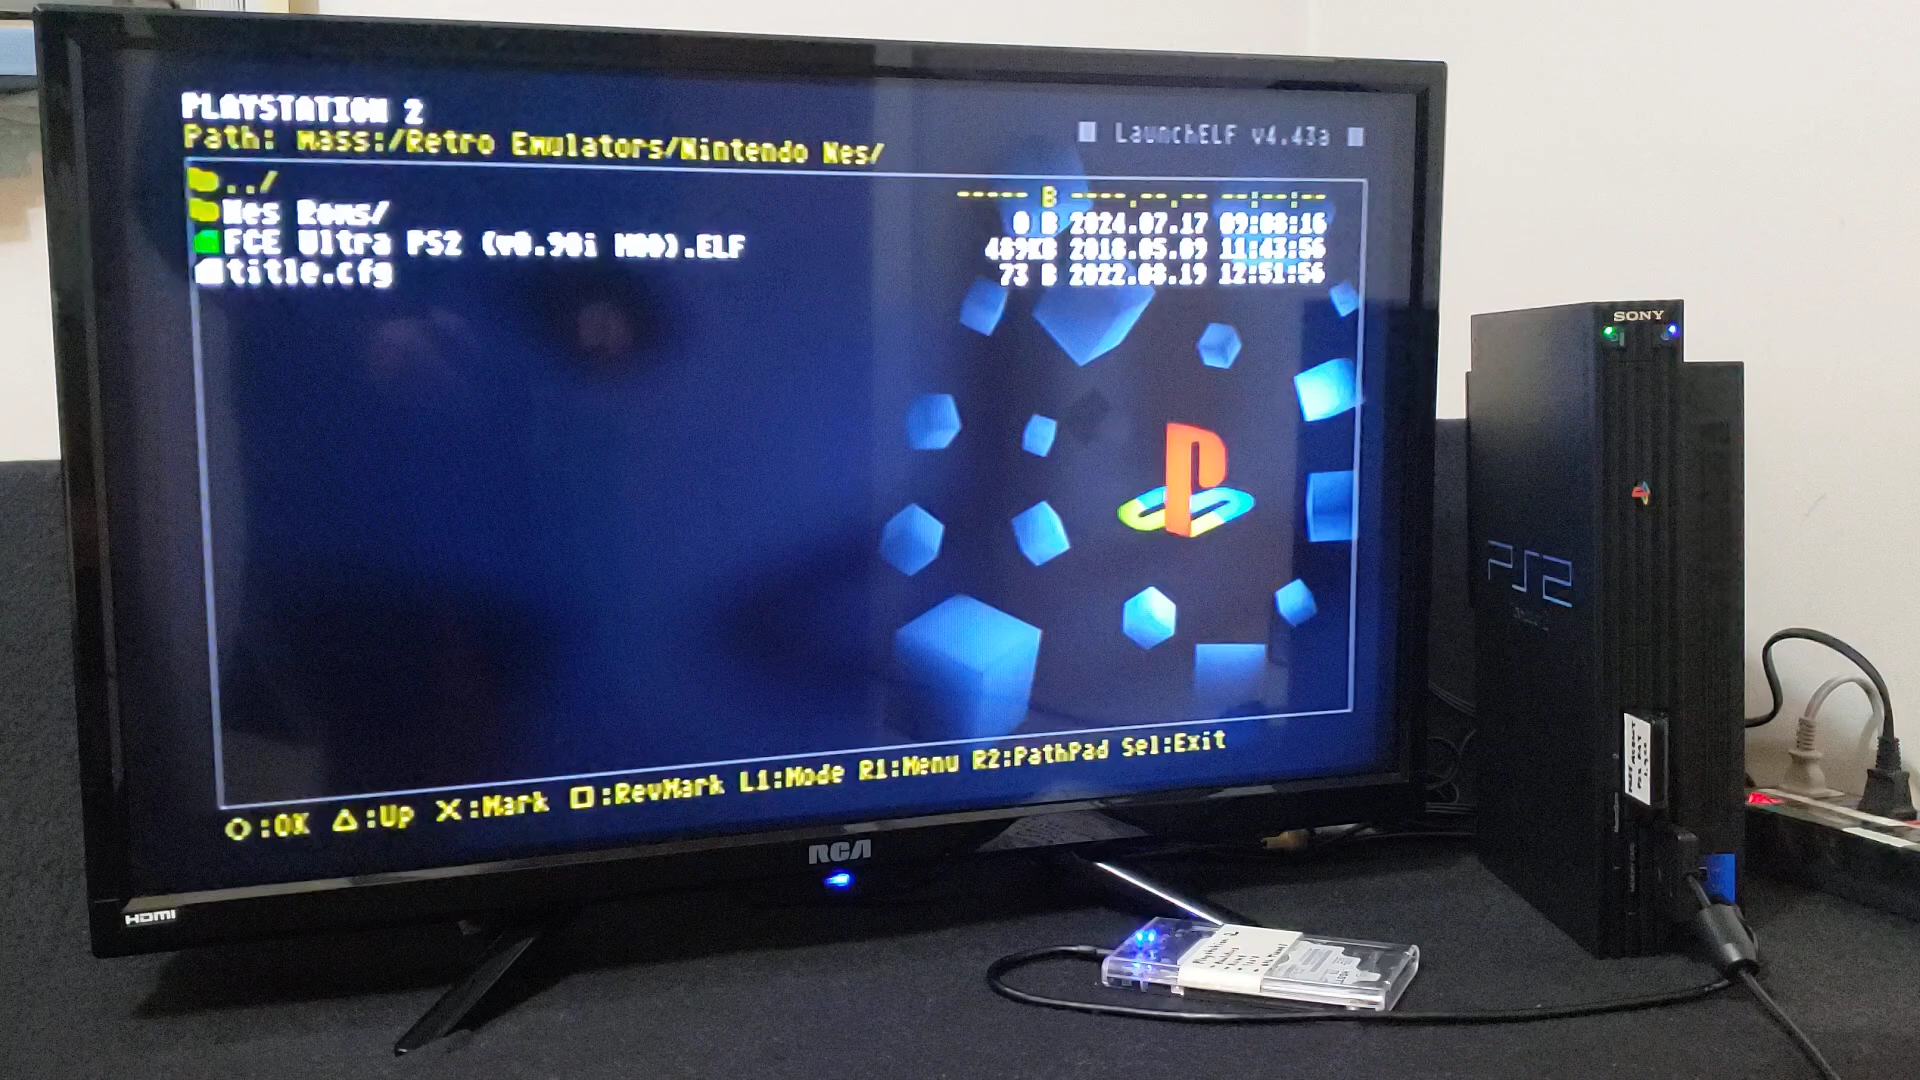 PLAYSTATION 2
LaunchELF v4.43a
Path: mass:/Retro Emulators/Nintendo Nes/
../ ----- B ----.--.-- --:--:--
Nes Roms/ 0 B 2024.07.17 09:08:16
FCE Ultra PS2 (v0.90i MOD).ELF 489KB 2018.05.09 11:43:56
title.cfg 73 B 2022.08.19 12:51:56
O:OK △:Up X:Mark □:RevMark L1:Mode R1:Menu R2:PathPad Sel:Exit
RCA
HDMI
SONY
PS2
Playstation 2